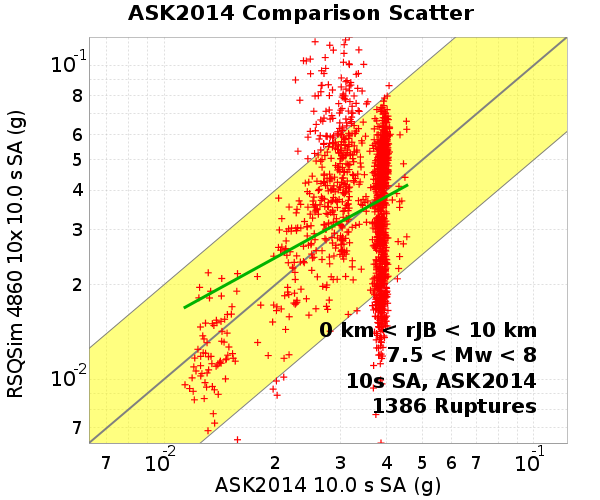 ASK2014 Comparison Scatter
RSQSim 4860 10x 10.0 s SA (g)
10-1
8
6
5
4
3
2
10-2
7
0 km < rJB < 10 km
7.5 < Mw < 8
10s SA, ASK2014
1386 Ruptures
7 10-2 2 3 4 5 6 7 10-1
ASK2014 10.0 s SA (g)